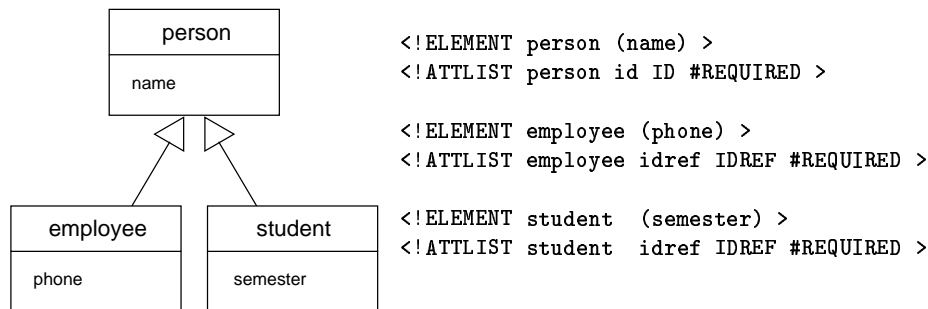 person
name
employee
phone
student
semester
<!ELEMENT person (name) >
<!ATTLIST person id ID #REQUIRED >
<!ELEMENT employee (phone) >
<!ATTLIST employee idref IDREF #REQUIRED >
<!ELEMENT student  (semester) >
<!ATTLIST student  idref IDREF #REQUIRED >